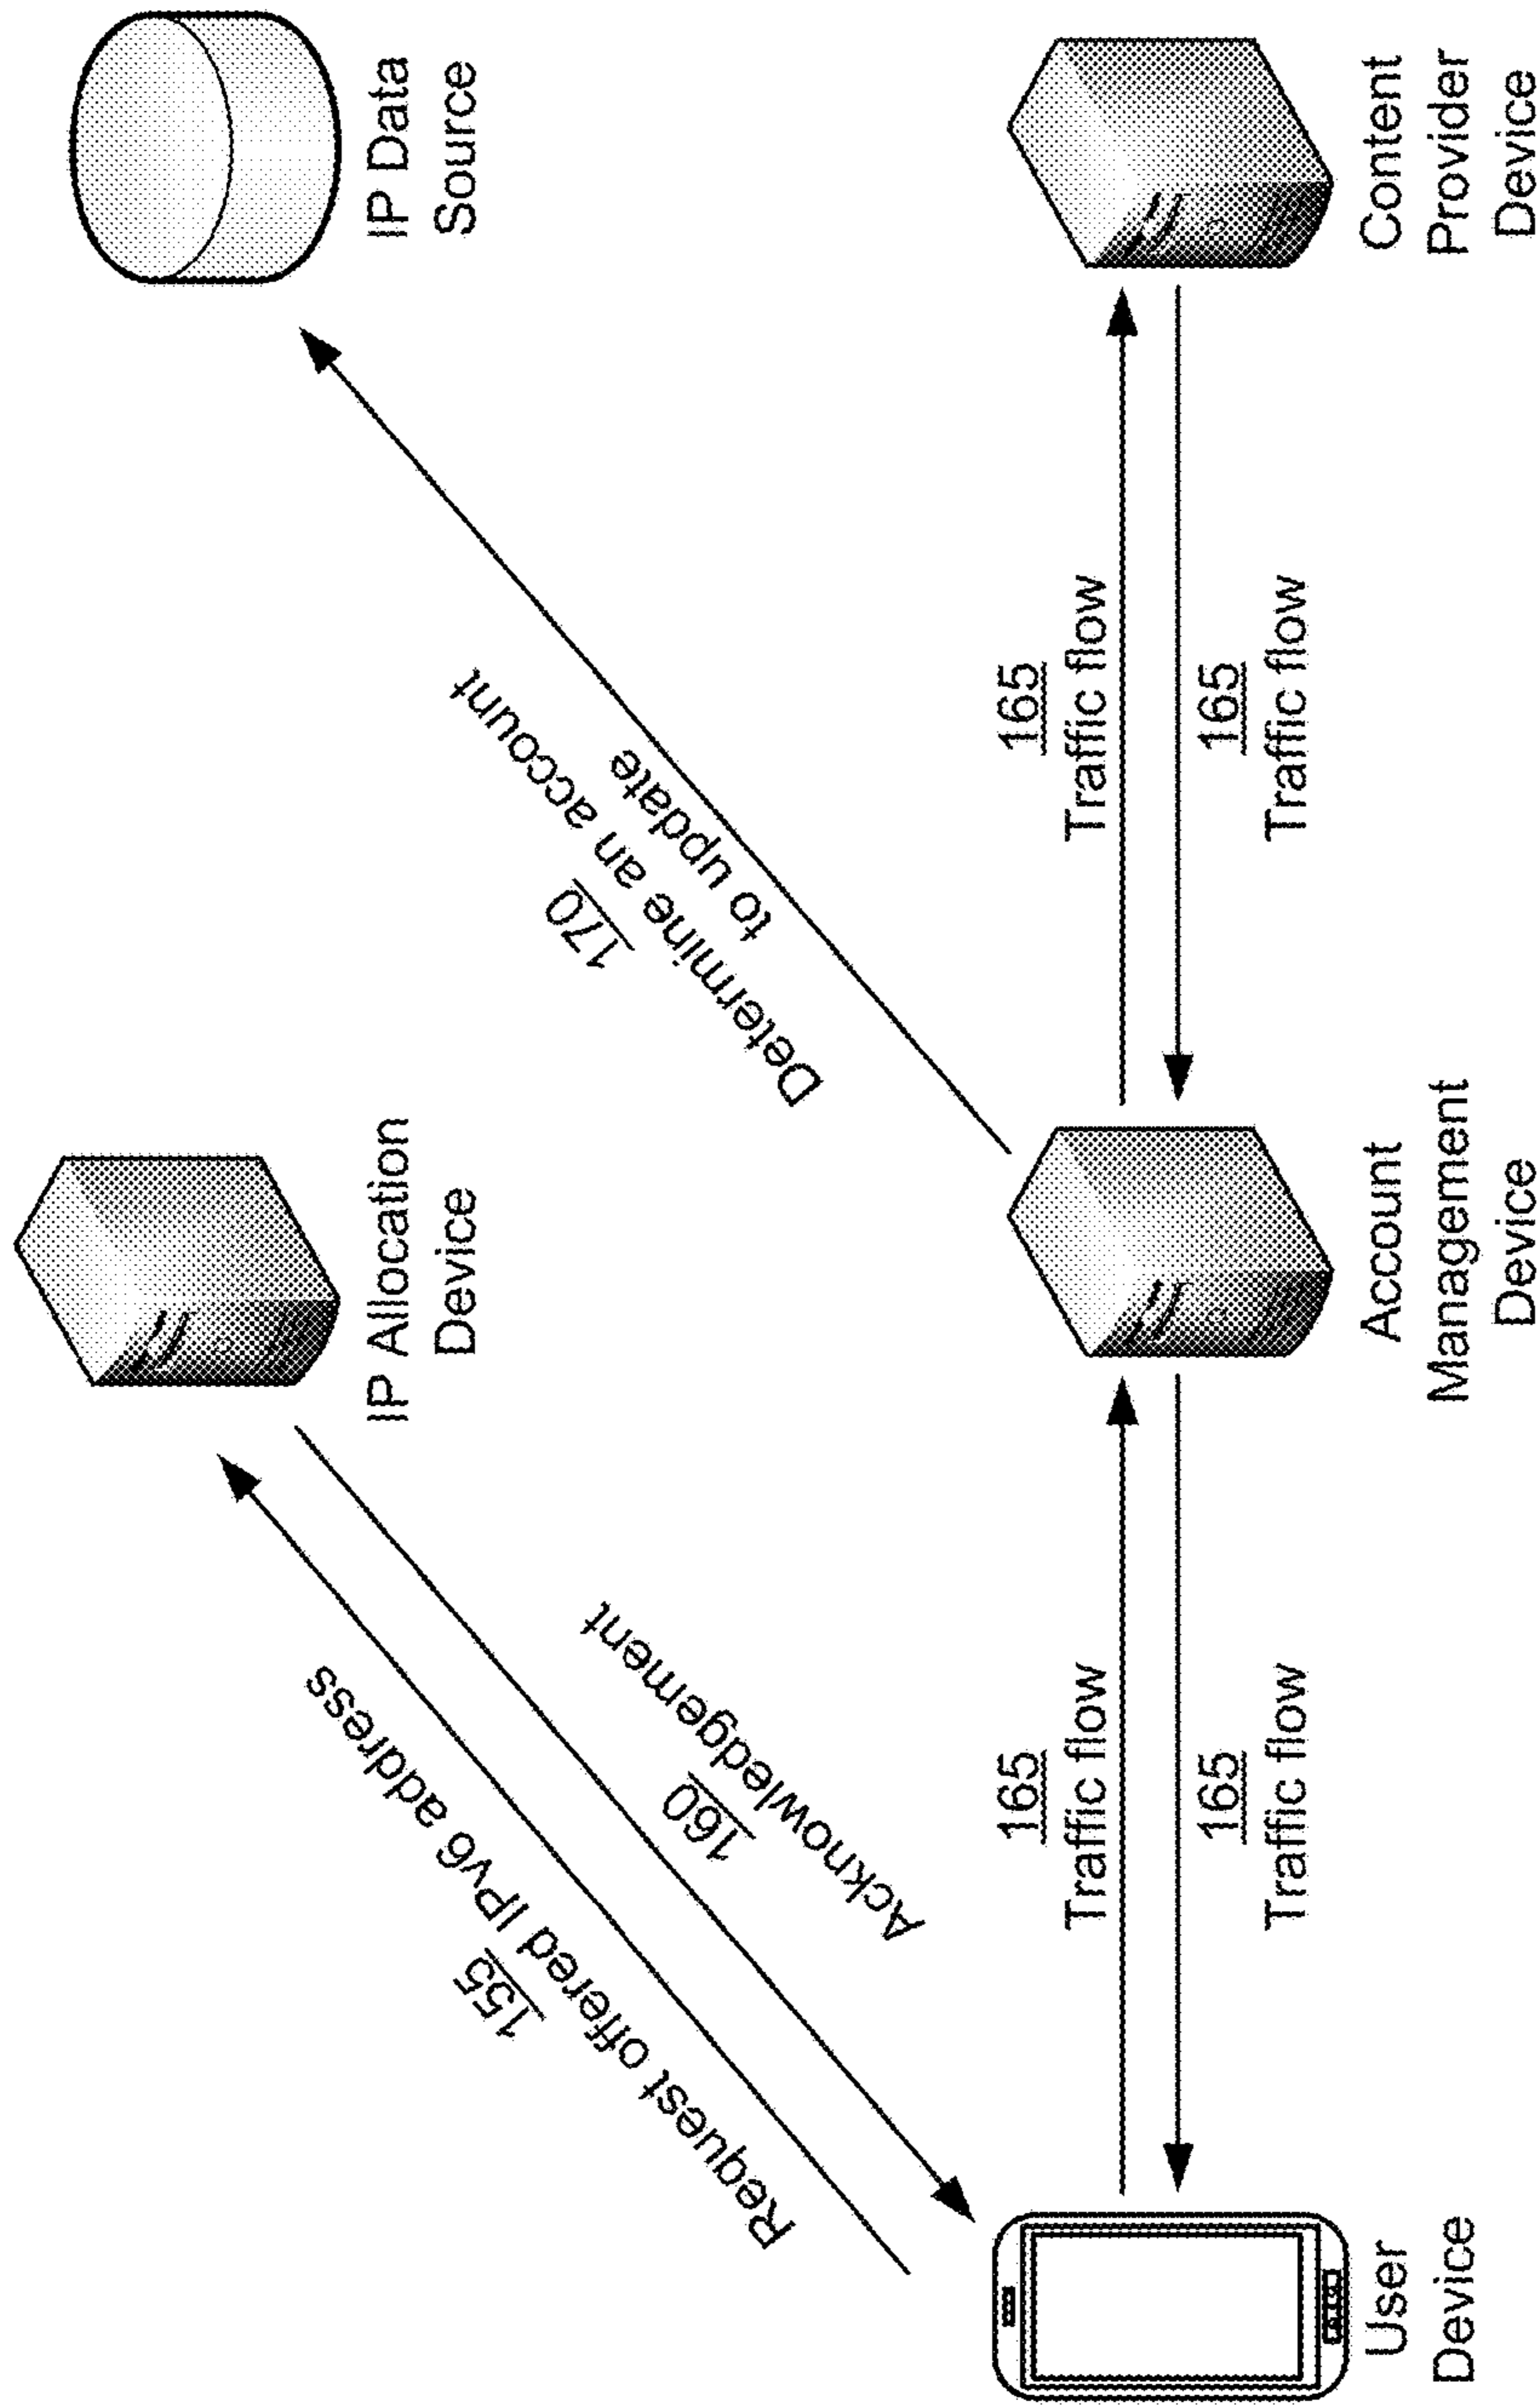 IP Allocation
Device
IP Data
Source
155
Request offered IPv6 address
160
Acknowledgement
170
Determine an account
to update
165
Traffic flow
165
Traffic flow
165
Traffic flow
165
Traffic flow
User
Device
Account
Management
Device
Content
Provider
Device